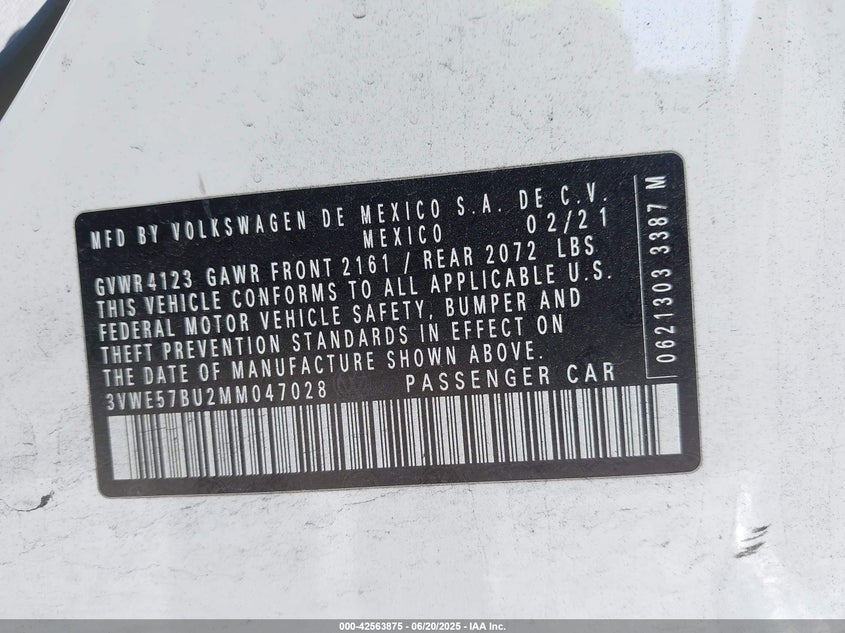 MFD BY VOLKSWAGEN DE MEXICO S.A. DE C.V.
MEXICO 02/21
GVWR4123 GAWR FRONT 2161 / REAR 2072 LBS
THIS VEHICLE CONFORMS TO ALL APPLICABLE U.S.
FEDERAL MOTOR VEHICLE SAFETY, BUMPER AND
THEFT PREVENTION STANDARDS IN EFFECT ON
THE DATE OF MANUFACTURE SHOWN ABOVE.
3VWE57BU2MM047028 PASSENGER CAR
0621303 3387 M
000-42563875 - 06/20/2025 - IAA Inc.